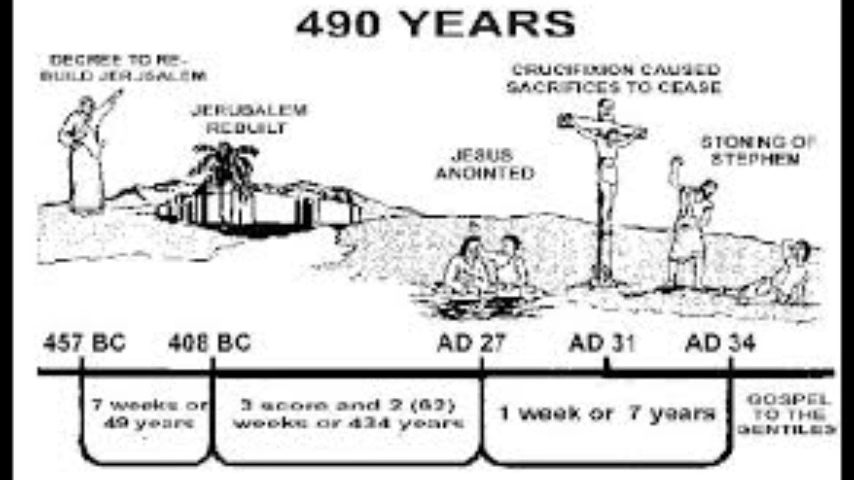 490 YEARS
DECREE TO RE-
BUILD JERUSALEM
JERUSALEM
REBUILT
JESUS
ANOINTED
CRUCIFIXION CAUSED
SACRIFICES TO CEASE
STONING OF
STEPHEN
457 BC
408 BC
AD 27
AD 31
AD 34
7 weeks or
49 years
3 score and 2 (62)
weeks or 434 years
1 week or 7 years
GOSPEL
TO THE
GENTILES